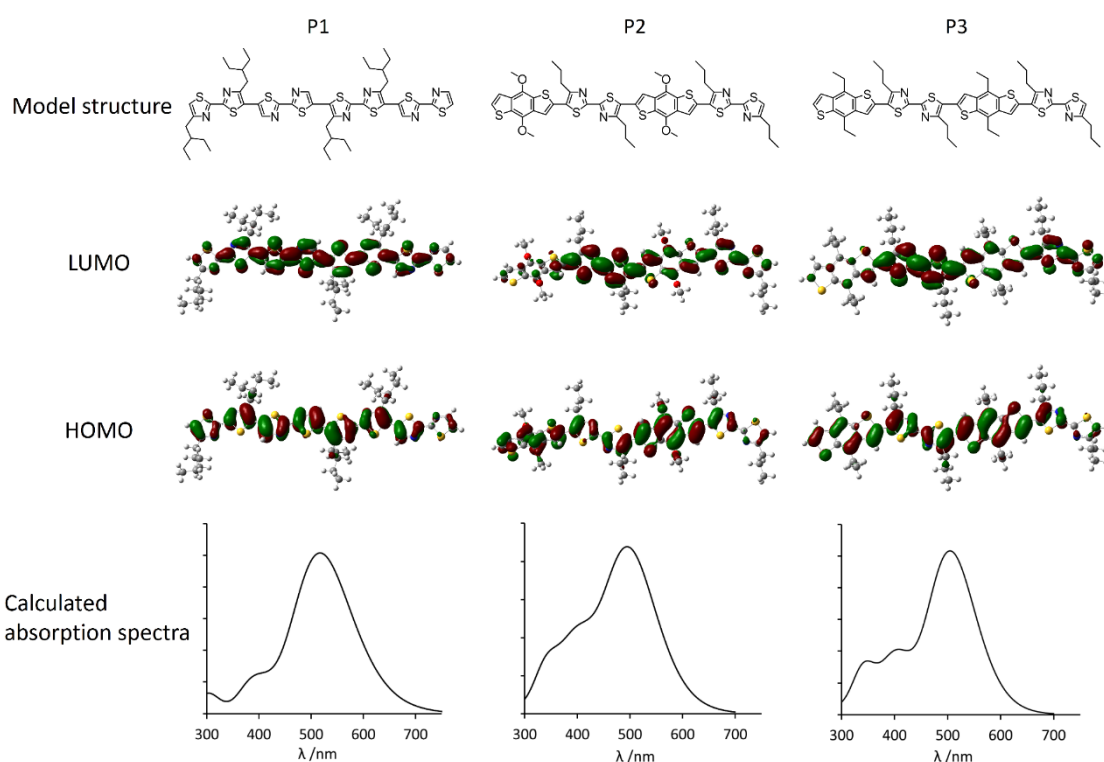 P1 P2 P3
Model structure
LUMO
HOMO
Calculated
absorption spectra
300 400 500 600 700
λ /nm
300 400 500 600 700
λ /nm
300 400 500 600 700
λ /nm